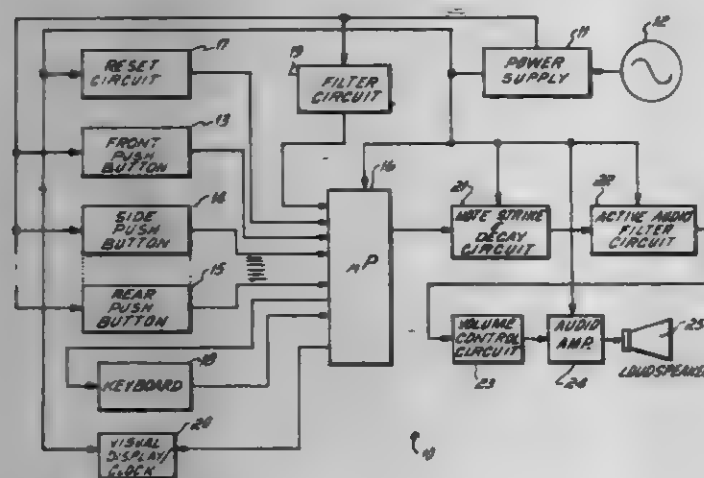 17
RESET
CIRCUIT
19
FILTER
CIRCUIT
11
POWER
SUPPLY
12
13
FRONT
PUSH
BUTTON
14
SIDE
PUSH
BUTTON
15
REAR
PUSH
BUTTON
16
μP
21
NOTE STRIKE
DECAY
CIRCUIT
22
ACTIVE AUDIO
FILTER
CIRCUIT
18
KEYBOARD
20
VISUAL
DISPLAY/
CLOCK
VOLUME
CONTROL
CIRCUIT
23
AUDIO
AMP.
24
25
LOUDSPEAKER
10